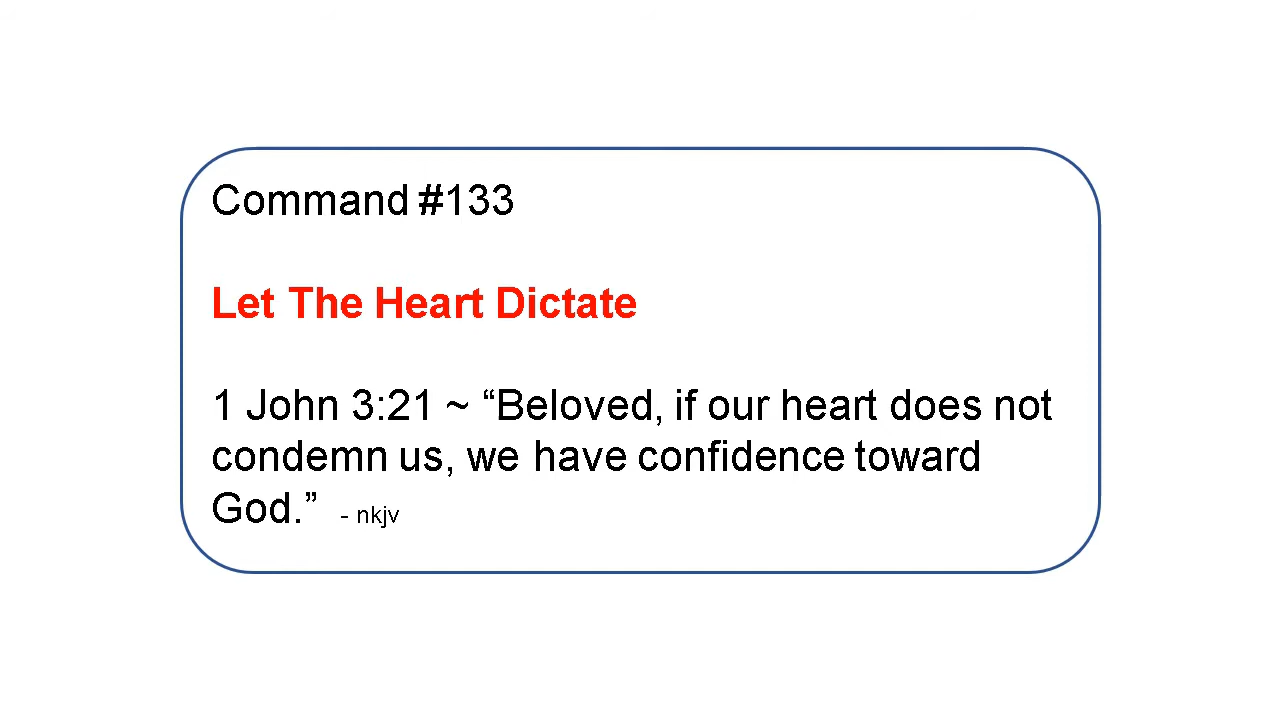 Command #133
Let The Heart Dictate
1 John 3:21 ~ “Beloved, if our heart does not
condemn us, we have confidence toward
God.” - nkjv